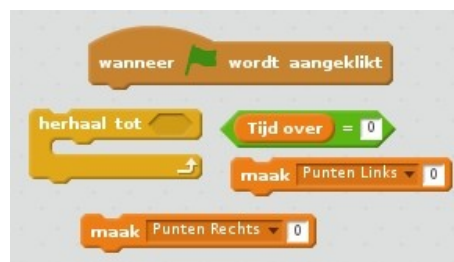 wanneer wordt aangeklikt
herhaal tot
Tijd over = 0
maak Punten Links 0
maak Punten Rechts 0